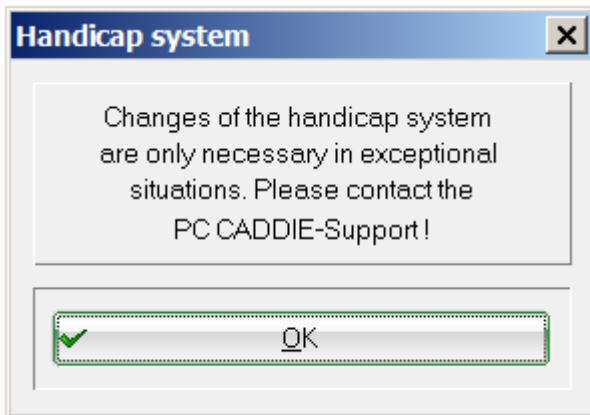 Handicap system
Changes of the handicap system
are only necessary in exceptional
situations. Please contact the
PC CADDIE-Support !
OK